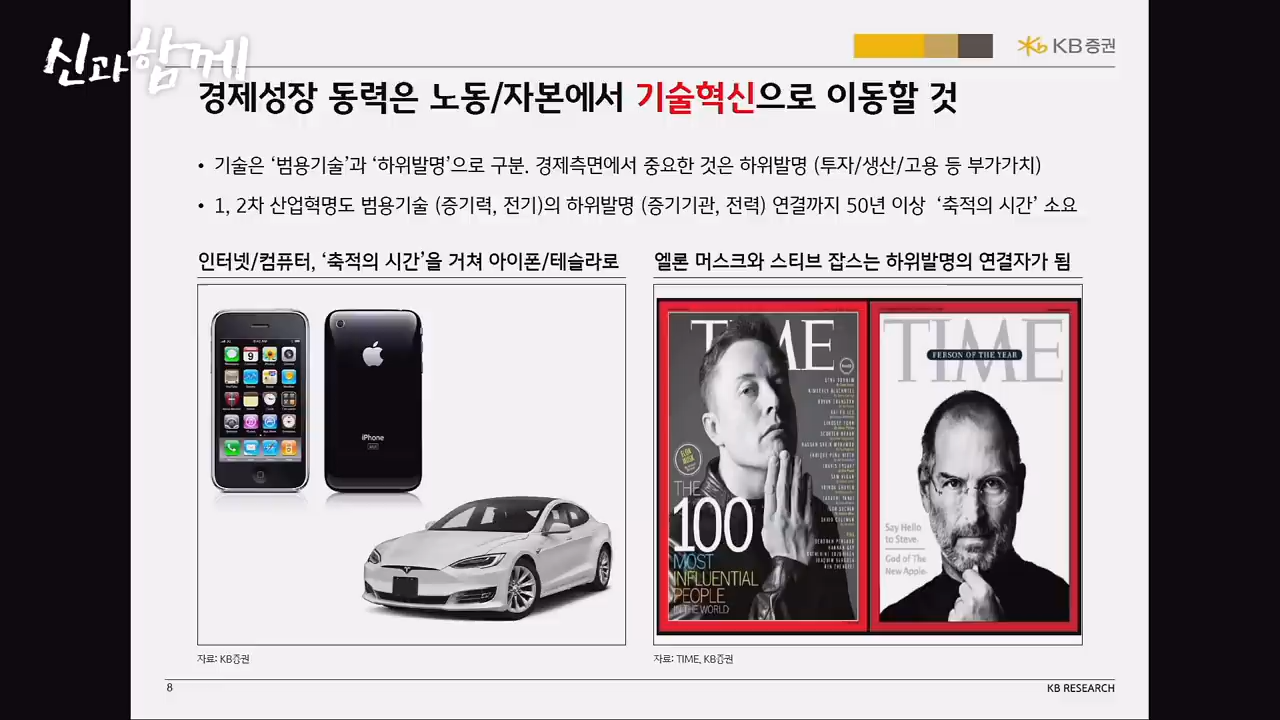 신과함께
KB증권
경제성장 동력은 노동/자본에서 기술혁신으로 이동할 것
• 기술은 ‘범용기술’과 ‘하위발명’으로 구분. 경제측면에서 중요한 것은 하위발명 (투자/생산/고용 등 부가가치)
• 1, 2차 산업혁명도 범용기술 (증기력, 전기)의 하위발명 (증기기관, 전력) 연결까지 50년 이상 ‘축적의 시간’ 소요
인터넷/컴퓨터, ‘축적의 시간’을 거쳐 아이폰/테슬라로
iPhone
자료: KB증권
엘론 머스크와 스티브 잡스는 하위발명의 연결자가 됨
TIME
THE
100
MOST
INFLUENTIAL
PEOPLE
IN THE WORLD
TIME
PERSON OF THE YEAR
Say Hello
to Steve.
God of The
New Apple.
자료: TIME, KB증권
8
KB RESEARCH